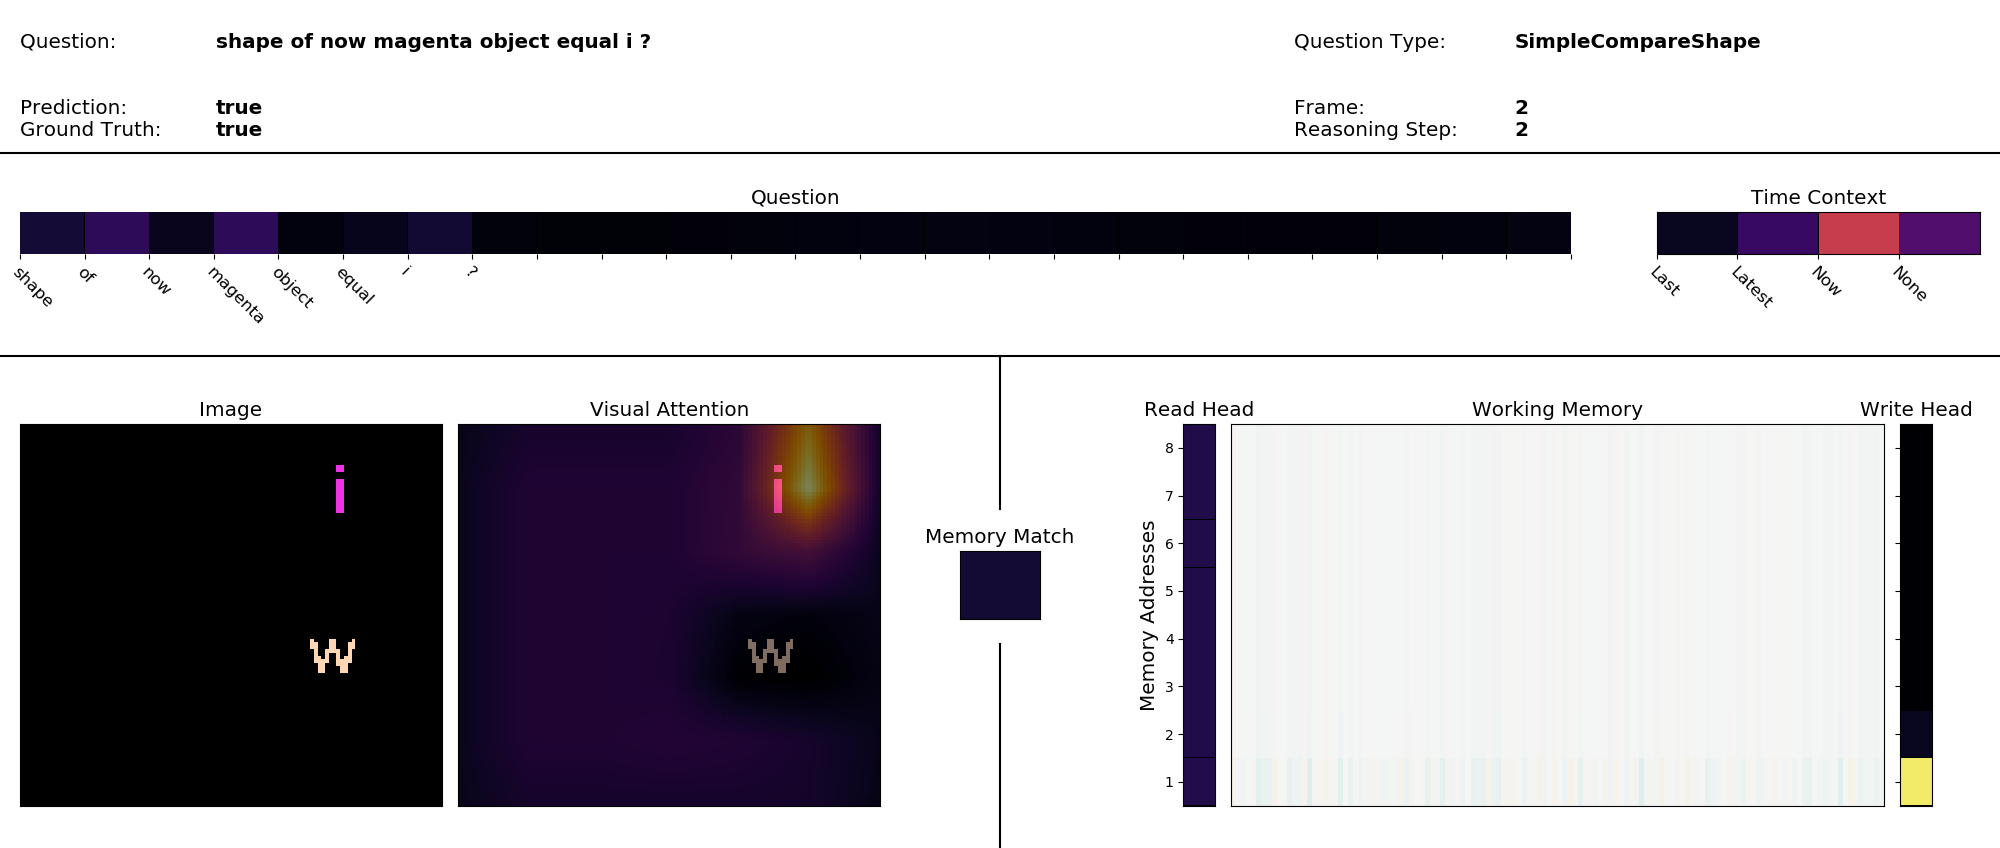 Question: shape of now magenta object equal i ?
Question Type: SimpleCompareShape
Prediction: true
Ground Truth: true
Frame: 2
Reasoning Step: 2
Question
shape of now magenta object equal i ?
Time Context
Last Latest Now None
Image
i
W
Visual Attention
i
W
Memory Match
Read Head
Working Memory
Write Head
Memory Addresses
8
7
6
5
4
3
2
1